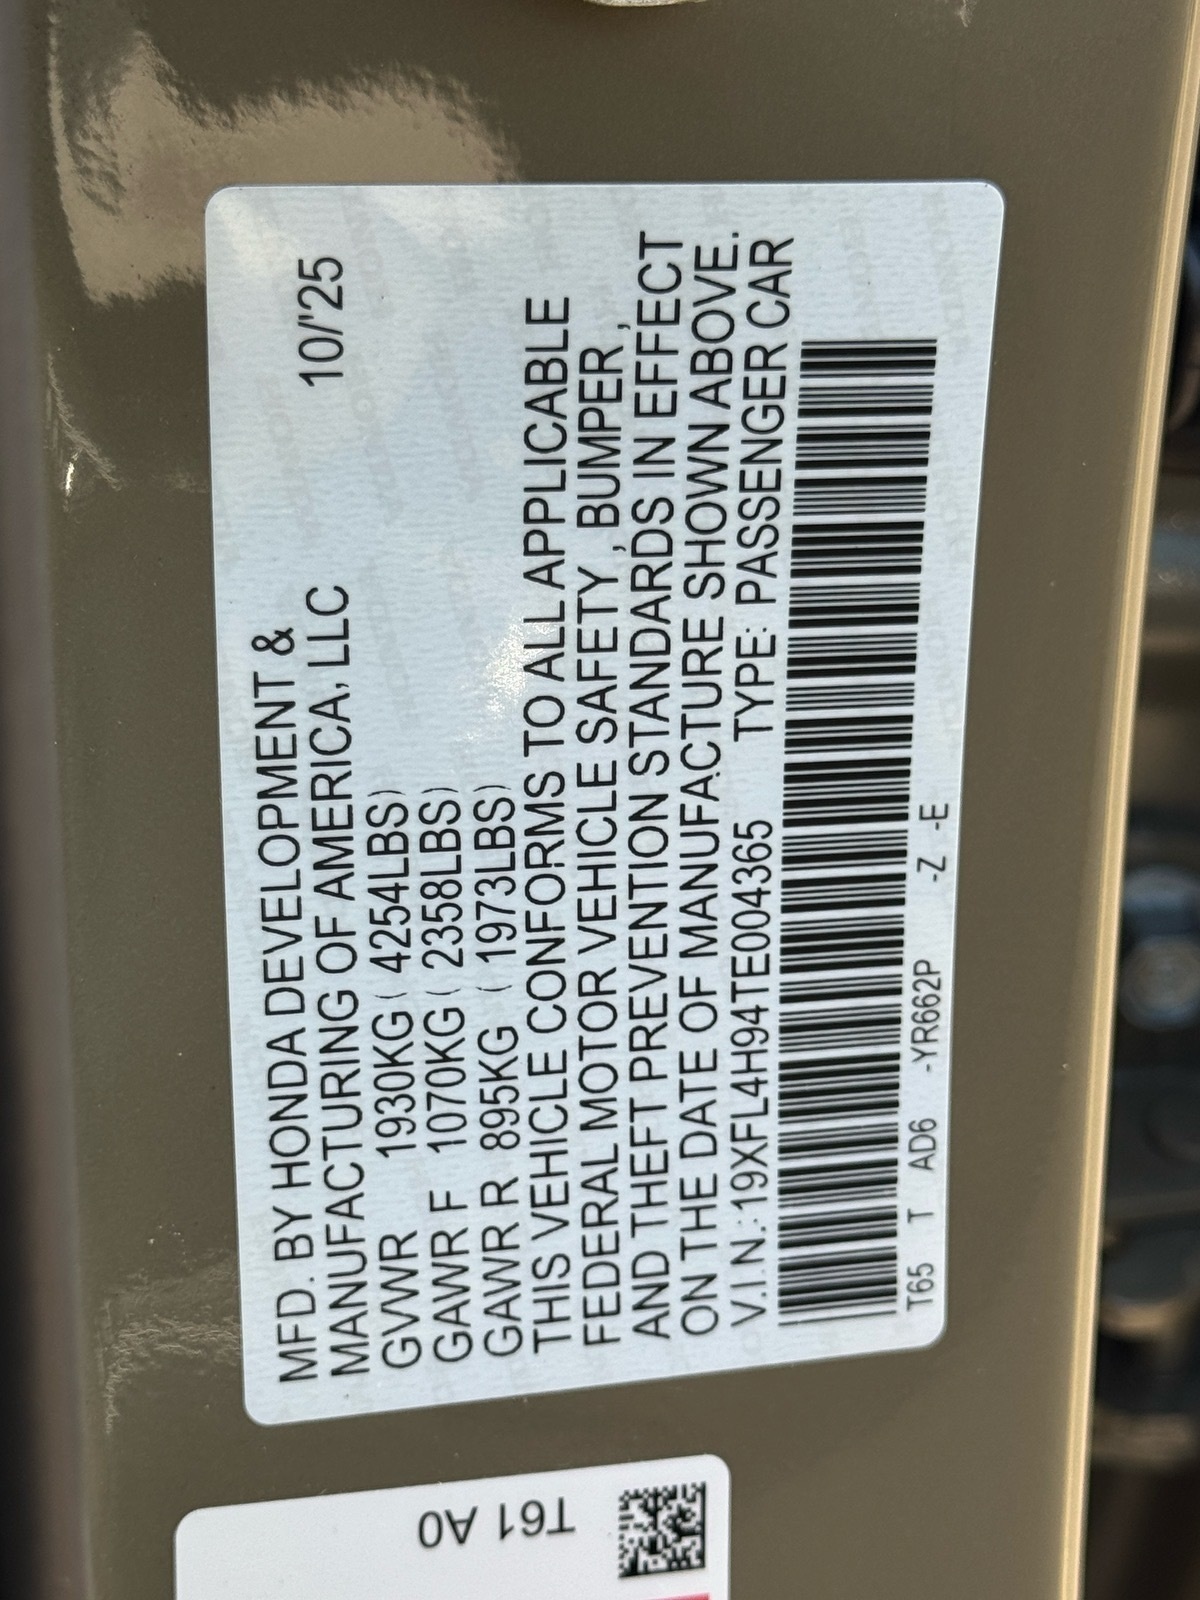 MFD. BY HONDA DEVELOPMENT &
MANUFACTURING OF AMERICA, LLC 10/'25
GVWR 1930KG ( 4254LBS)
GAWR F 1070KG ( 2358LBS)
GAWR R 895KG ( 1973LBS)
THIS VEHICLE CONFORMS TO ALL APPLICABLE
FEDERAL MOTOR VEHICLE SAFETY , BUMPER ,
AND THEFT PREVENTION STANDARDS IN EFFECT
ON THE DATE OF MANUFACTURE SHOWN ABOVE.
V.I.N.:19XFL4H94TE004365 TYPE: PASSENGER CAR
T65 T AD6 -YR662P -Z -E
T61 A0